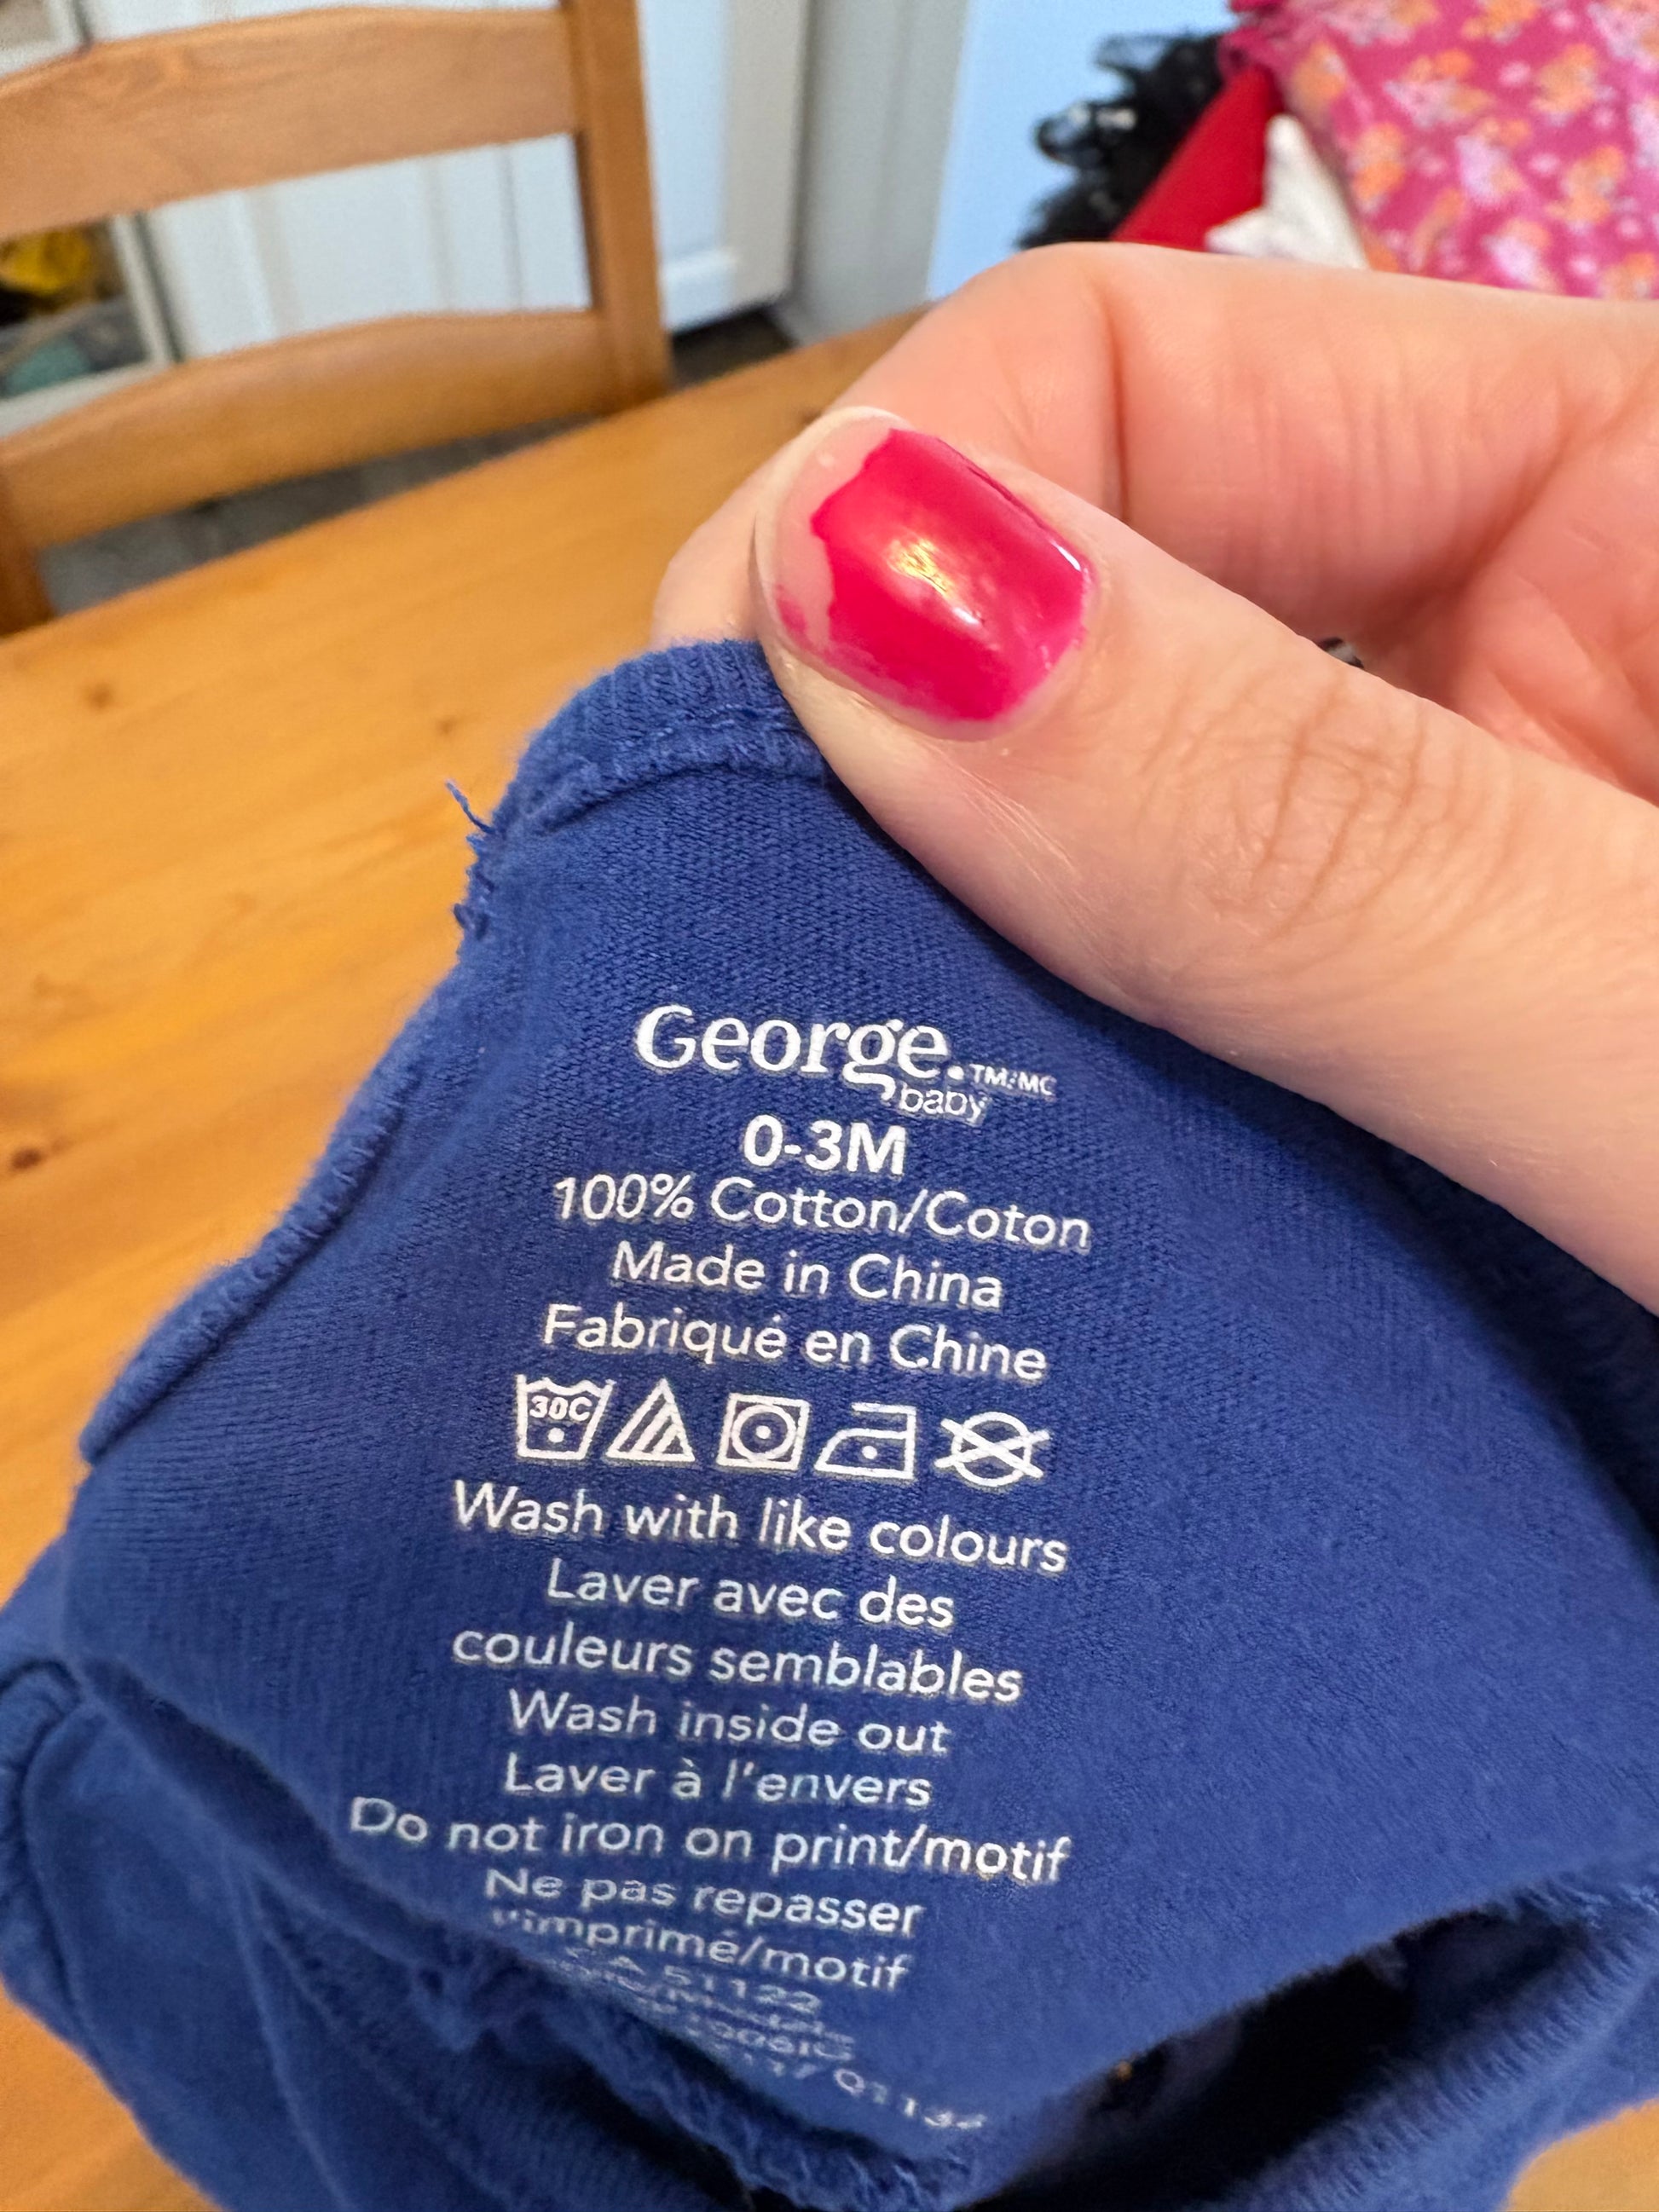 George.™/MC
baby
0-3M
100% Cotton/Coton
Made in China
Fabriqué en Chine
30C
Wash with like colours
Laver avec des
couleurs semblables
Wash inside out
Laver à l'envers
Do not iron on print/motif
Ne pas repasser
l'imprimé/motif
CA 51122